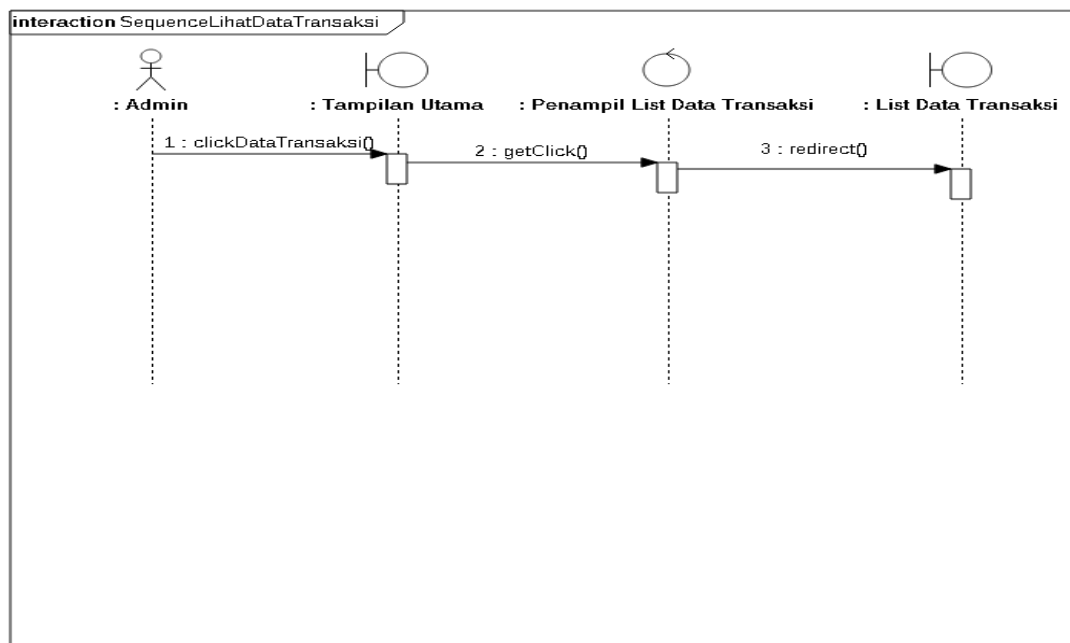 interaction SequenceLihatDataTransaksi
: Admin
: Tampilan Utama
: Penampil List Data Transaksi
: List Data Transaksi
1 : clickDataTransaksi()
2 : getClick()
3 : redirect()